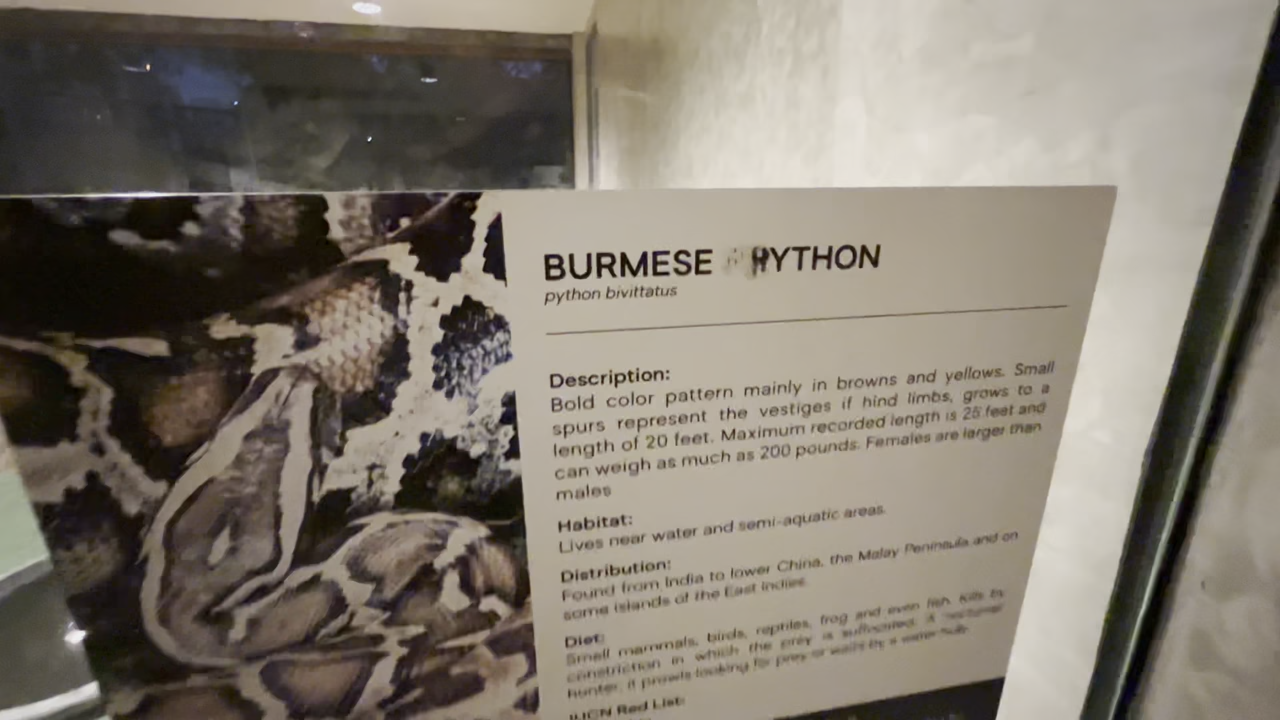 BURMESE PYTHON
python bivittatus
Description:
Bold color pattern mainly in browns and yellows. Small
spurs represent the vestiges if hind limbs, grows to a
length of 20 feet. Maximum recorded length is feet and
can weigh as much as 200 pounds. Females are larger than
males
Habitat:
Lives near water and semi-aquatic areas.
Distribution:
Found from India to lower China, the Malay Peninsula and on
some islands of the East Indies.
Diet:
Small mammals, birds, reptiles, frog and even fish. Kills by
constriction in which the prey is suffocated. A nocturnal
hunter, it prowls looking for prey or waits by a water
IUCN Red List: